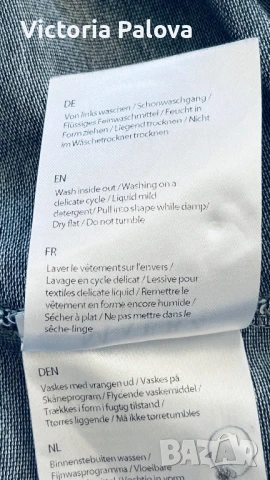 Victoria Palova
DE
Von links waschen / Schonwaschgang /
Flüssiges Feinwaschmittel / Feucht in
Form ziehen / Liegend trocknen / Nicht
im Wäschetrockner trocknen
EN
Wash inside out / Washing on a
delicate cycle / Liquid mild
detergent / Pull into shape while damp/
Dry flat / Do not tumble
FR
Laver le vêtement sur l'envers /
Lavage en cycle délicat / Lessive pour
textiles délicate liquid / Remettre le
vêtement en forme encore humide /
Sécher à plat / Ne pas mettre dans le
sèche-linge
DEN
Vaskes med vrangen ud / Vaskes på
Skåneprogram / Flycende vaskemiddel /
Trækkes i form i fugtig tilstand /
Ttørres liggende / Må ikke tørretumbles
NL
Binnenstebuiten wassen /
Fijnwasprogramma / Vloeibare
BAZAR
bg